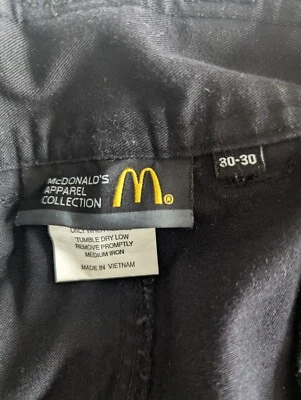 McDONALD'S
APPAREL
COLLECTION
®
30-30
TUMBLE DRY LOW
REMOVE PROMPTLY
MEDIUM IRON
MADE IN VIETNAM